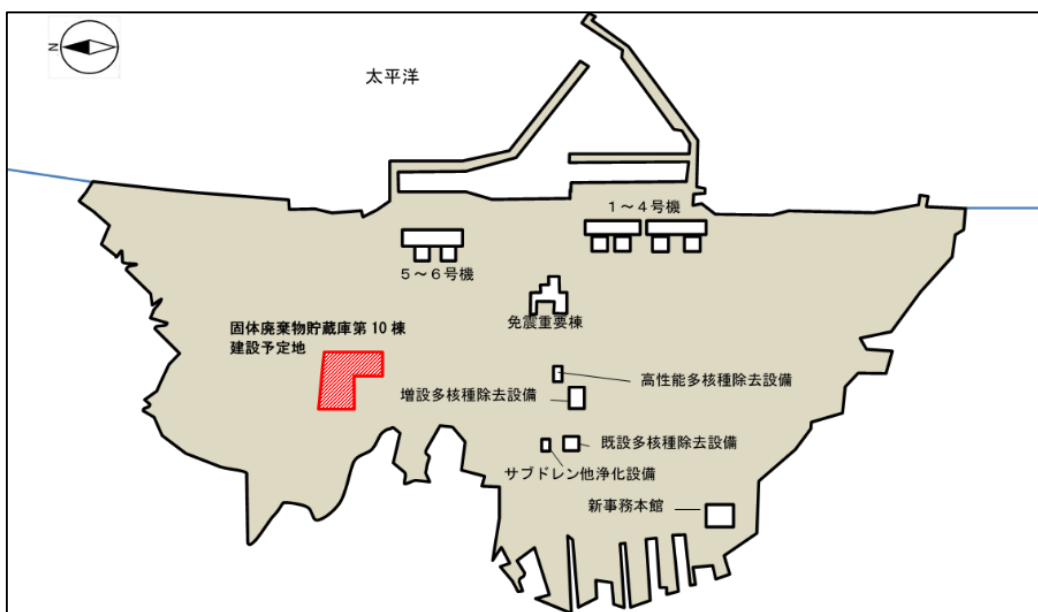 N
太平洋
1~4号機
5~6号機
免震重要棟
固体廃棄物貯蔵庫第10棟
建設予定地
高性能多核種除去設備
増設多核種除去設備
既設多核種除去設備
サブドレン他浄化設備
新事務本館